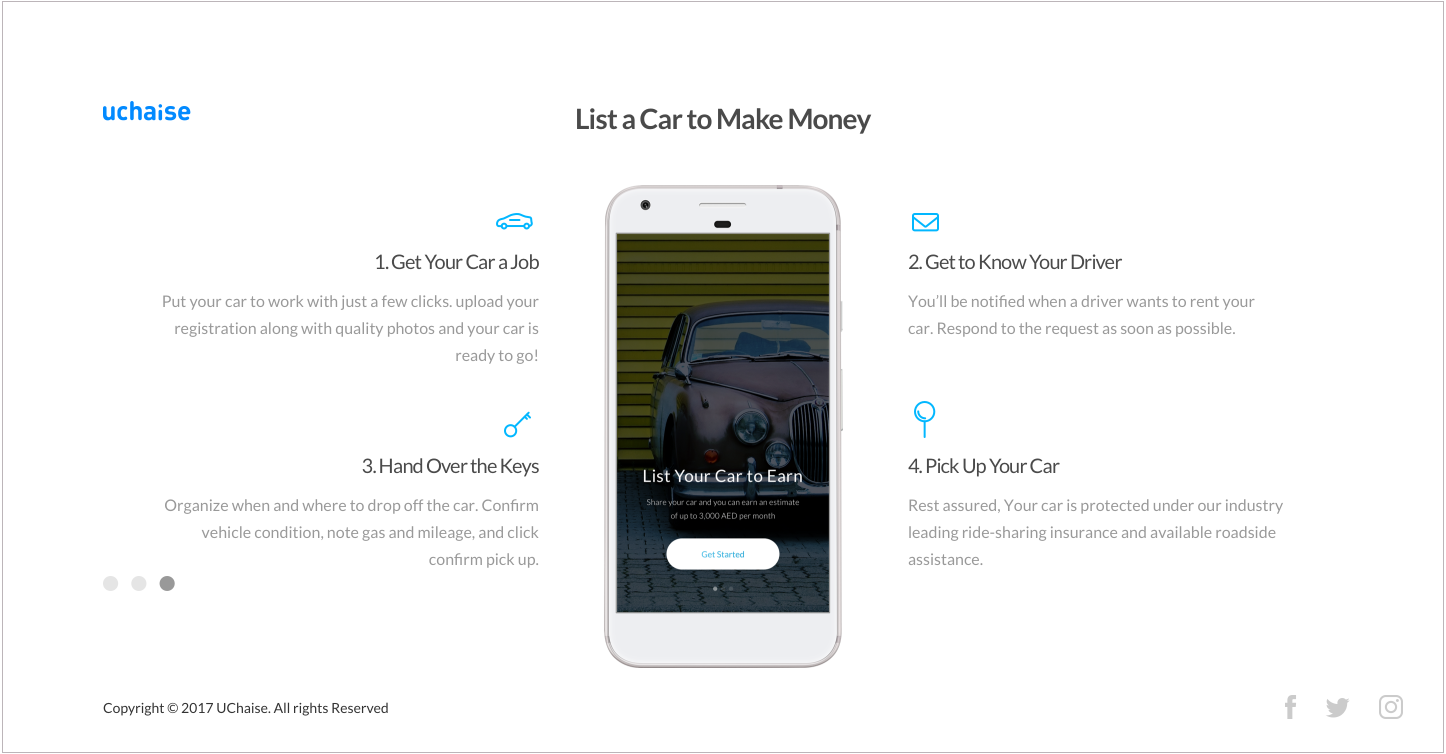 uchaise
List a Car to Make Money
1. Get Your Car a Job
Put your car to work with just a few clicks. upload your
registration along with quality photos and your car is
ready to go!
2. Get to Know Your Driver
You’ll be notified when a driver wants to rent your
car. Respond to the request as soon as possible.
3. Hand Over the Keys
Organize when and where to drop off the car. Confirm
vehicle condition, note gas and mileage, and click
confirm pick up.
4. Pick Up Your Car
Rest assured, Your car is protected under our industry
leading ride-sharing insurance and available roadside
assistance.
List Your Car to Earn
Share your car and you can earn an estimate
of up to 3,000 AED per month
Get Started
Copyright © 2017 UChaise. All rights Reserved